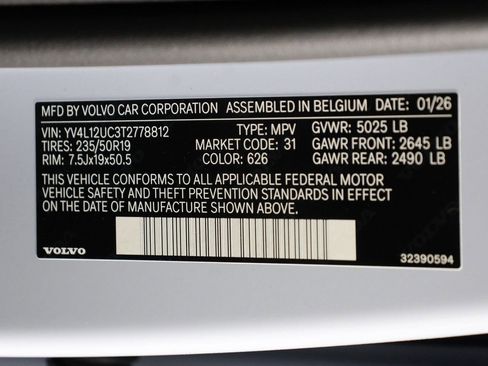 MFD BY VOLVO CAR CORPORATION ASSEMBLED IN BELGIUM DATE: 01/26
VIN: YV4L12UC3T2778812 TYPE: MPV GVWR: 5025 LB
TIRES: 235/50R19 MARKET CODE: 31 GAWR FRONT: 2645 LB
RIM: 7.5Jx19x50.5 COLOR: 626 GAWR REAR: 2490 LB
THIS VEHICLE CONFORMS TO ALL APPLICABLE FEDERAL MOTOR
VEHICLE SAFETY AND THEFT PREVENTION STANDARDS IN EFFECT
ON THE DATE OF MANUFACTURE SHOWN ABOVE.
VOLVO 32390594